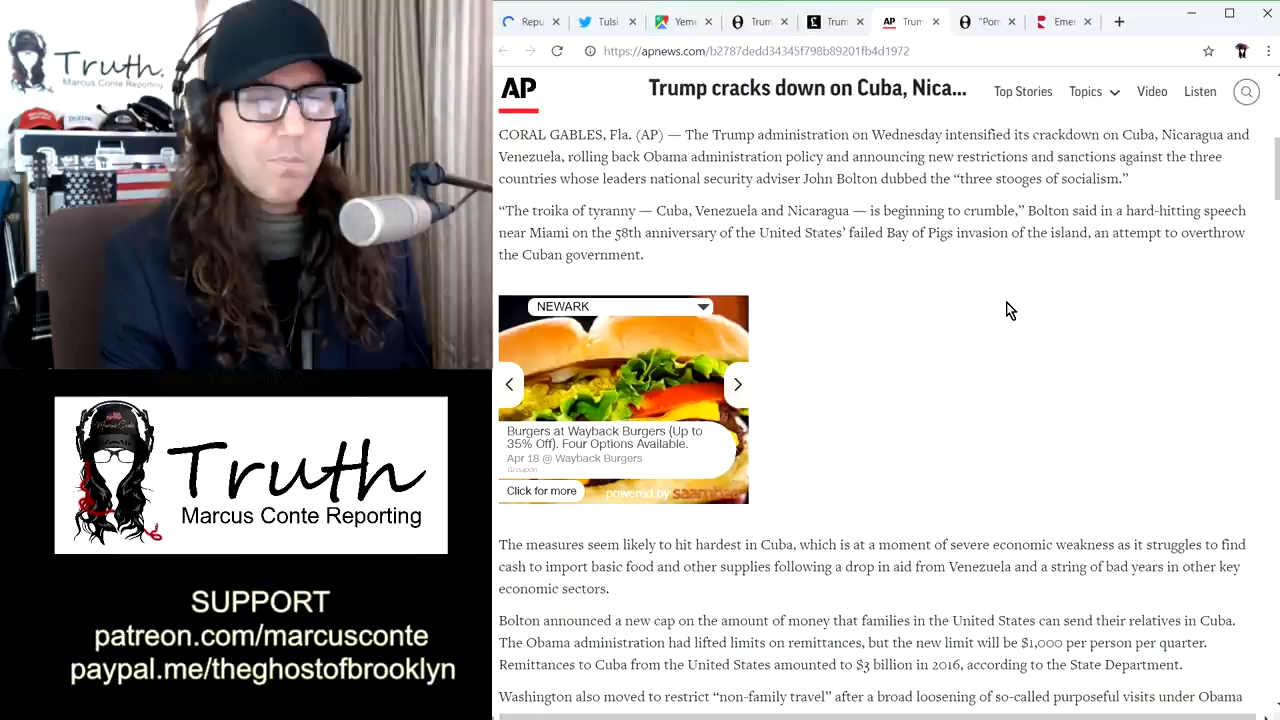 Truth.
Marcus Conte Reporting
Truth
Marcus Conte Reporting
SUPPORT
patreon.com/marcusconte
paypal.me/theghostofbrooklyn
Repu
Tulsi
Yeme
Trum
Trum
Trum
"Pom
Emer
https://apnews.com/b2787dedd34345f798b89201fb4d1972
AP
Trump cracks down on Cuba, Nica...
Top Stories
Topics
Video
Listen
CORAL GABLES, Fla. (AP) — The Trump administration on Wednesday intensified its crackdown on Cuba, Nicaragua and
Venezuela, rolling back Obama administration policy and announcing new restrictions and sanctions against the three
countries whose leaders national security adviser John Bolton dubbed the “three stooges of socialism.”
“The troika of tyranny — Cuba, Venezuela and Nicaragua — is beginning to crumble,” Bolton said in a hard-hitting speech
near Miami on the 58th anniversary of the United States’ failed Bay of Pigs invasion of the island, an attempt to overthrow
the Cuban government.
NEWARK
Burgers at Wayback Burgers (Up to
35% Off). Four Options Available.
Apr 18 @ Wayback Burgers
Groupon
Click for more
powered by
The measures seem likely to hit hardest in Cuba, which is at a moment of severe economic weakness as it struggles to find
cash to import basic food and other supplies following a drop in aid from Venezuela and a string of bad years in other key
economic sectors.
Bolton announced a new cap on the amount of money that families in the United States can send their relatives in Cuba.
The Obama administration had lifted limits on remittances, but the new limit will be $1,000 per person per quarter.
Remittances to Cuba from the United States amounted to $3 billion in 2016, according to the State Department.
Washington also moved to restrict “non-family travel” after a broad loosening of so-called purposeful visits under Obama